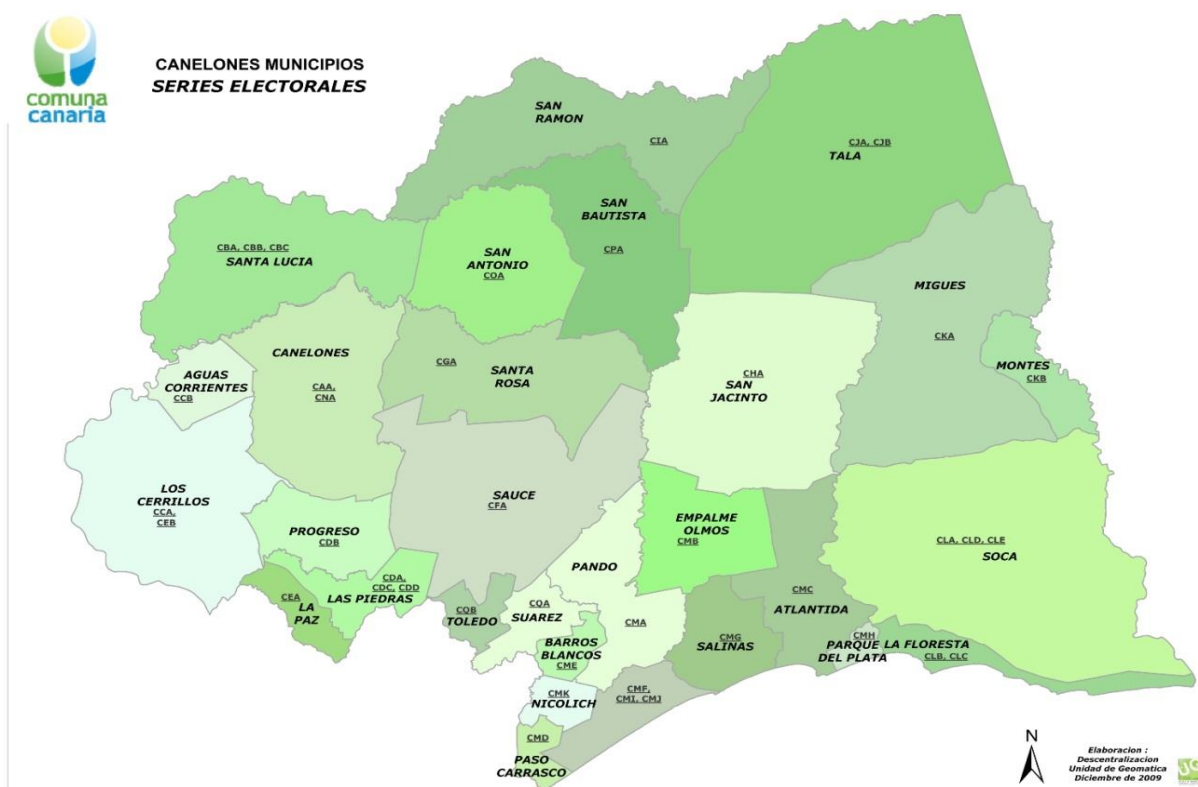 comuna
canaria
CANELONES MUNICIPIOS
SERIES ELECTORALES
SAN
RAMON
CIA
CJA, CJB
TALA
SAN
BAUTISTA
CPA
CBA, CBB, CBC
SANTA LUCIA
SAN
ANTONIO
COA
MIGUES
CKA
CANELONES
CAA,
CNA
AGUAS
CORRIENTES
CCB
CGA
SANTA
ROSA
CHA
SAN
JACINTO
MONTES
CKB
LOS
CERRILLOS
CCA,
CEB
SAUCE
CFA
PROGRESO
CDB
EMPALME
OLMOS
CMB
CLA, CLD, CLE
SOCA
PANDO
CMA
CDA,
CDC, CDD
LAS PIEDRAS
CEA
LA
PAZ
CQB
TOLEDO
CQA
SUAREZ
CMC
ATLANTIDA
BARROS
BLANCOS
CME
CMG
SALINAS
CMH
PARQUE
DEL PLATA
LA FLORESTA
CLB, CLC
CMK
NICOLICH
CMF,
CMI, CMJ
CMD
PASO
CARRASCO
N
Elaboracion :
Descentralizacion
Unidad de Geomatica
Diciembre de 2009